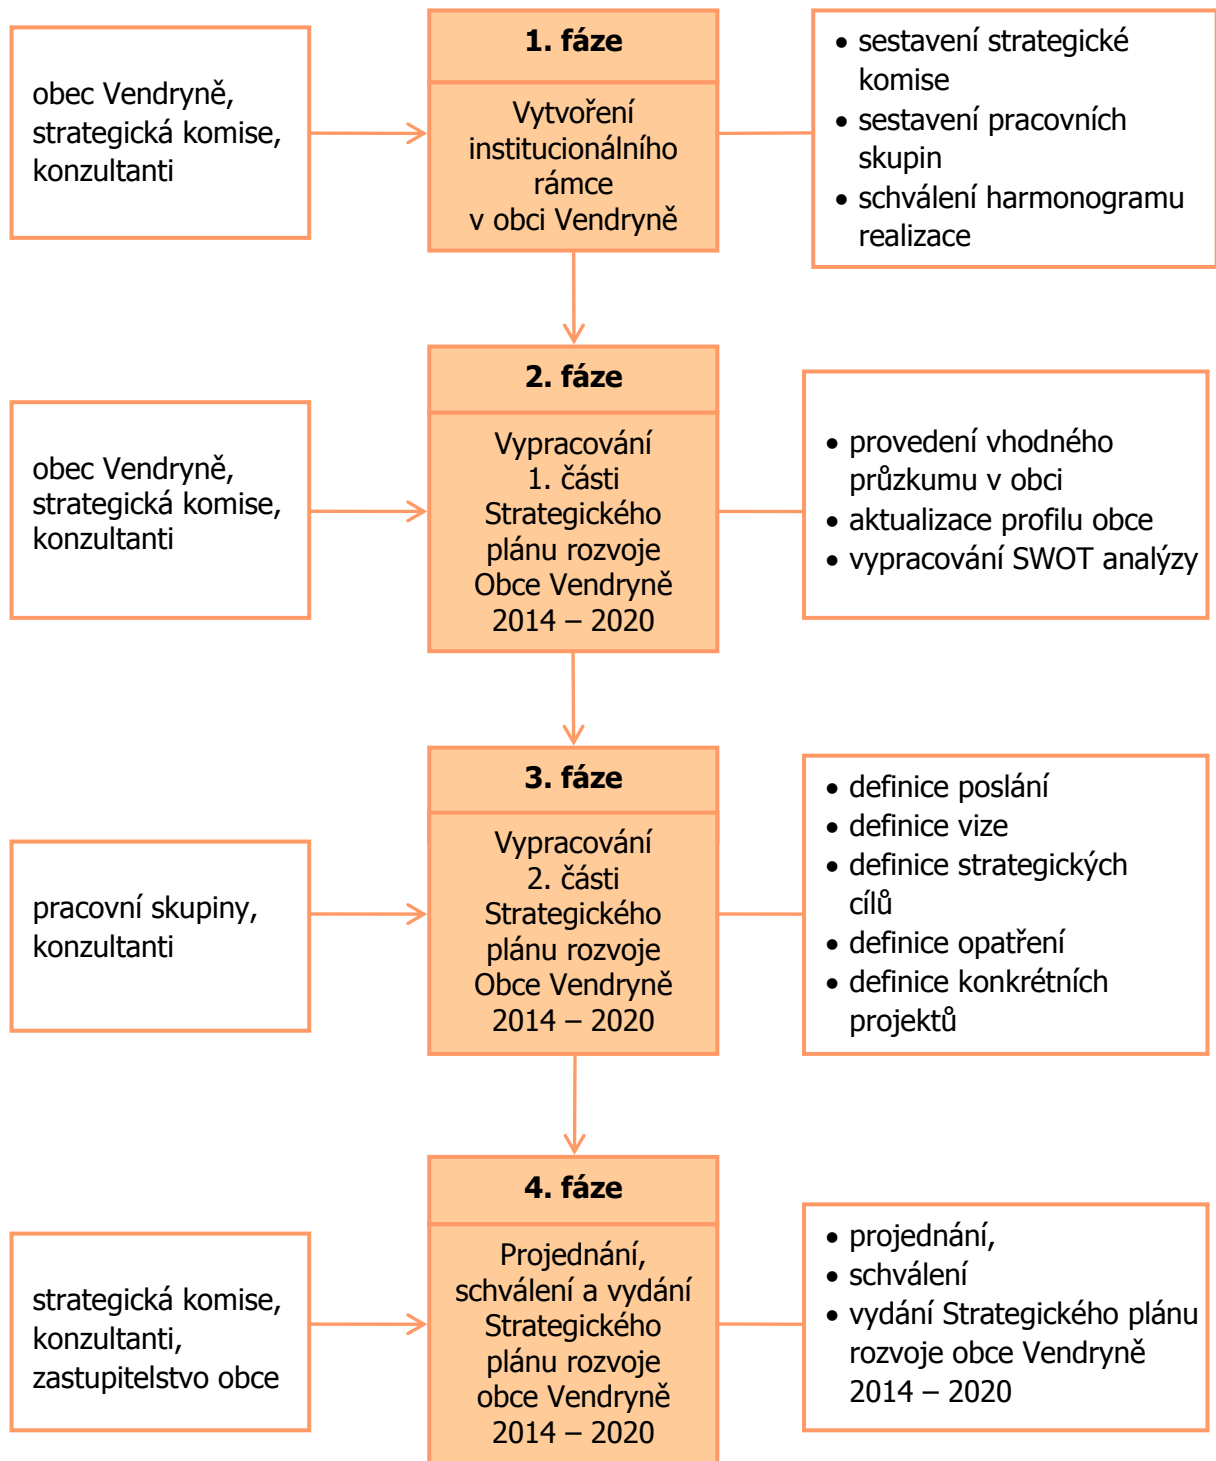 obec Vendryně,
strategická komise,
konzultanti
1. fáze
Vytvoření
institucionálního
rámce
v obci Vendryně
• sestavení strategické
komise
• sestavení pracovních
skupin
• schválení harmonogramu
realizace
obec Vendryně,
strategická komise,
konzultanti
2. fáze
Vypracování
1. části
Strategického
plánu rozvoje
Obce Vendryně
2014 – 2020
• provedení vhodného
průzkumu v obci
• aktualizace profilu obce
• vypracování SWOT analýzy
pracovní skupiny,
konzultanti
3. fáze
Vypracování
2. části
Strategického
plánu rozvoje
Obce Vendryně
2014 – 2020
• definice poslání
• definice vize
• definice strategických
cílů
• definice opatření
• definice konkrétních
projektů
strategická komise,
konzultanti,
zastupitelstvo obce
4. fáze
Projednání,
schválení a vydání
Strategického
plánu rozvoje
obce Vendryně
2014 – 2020
• projednání,
• schválení
• vydání Strategického plánu
rozvoje obce Vendryně
2014 – 2020